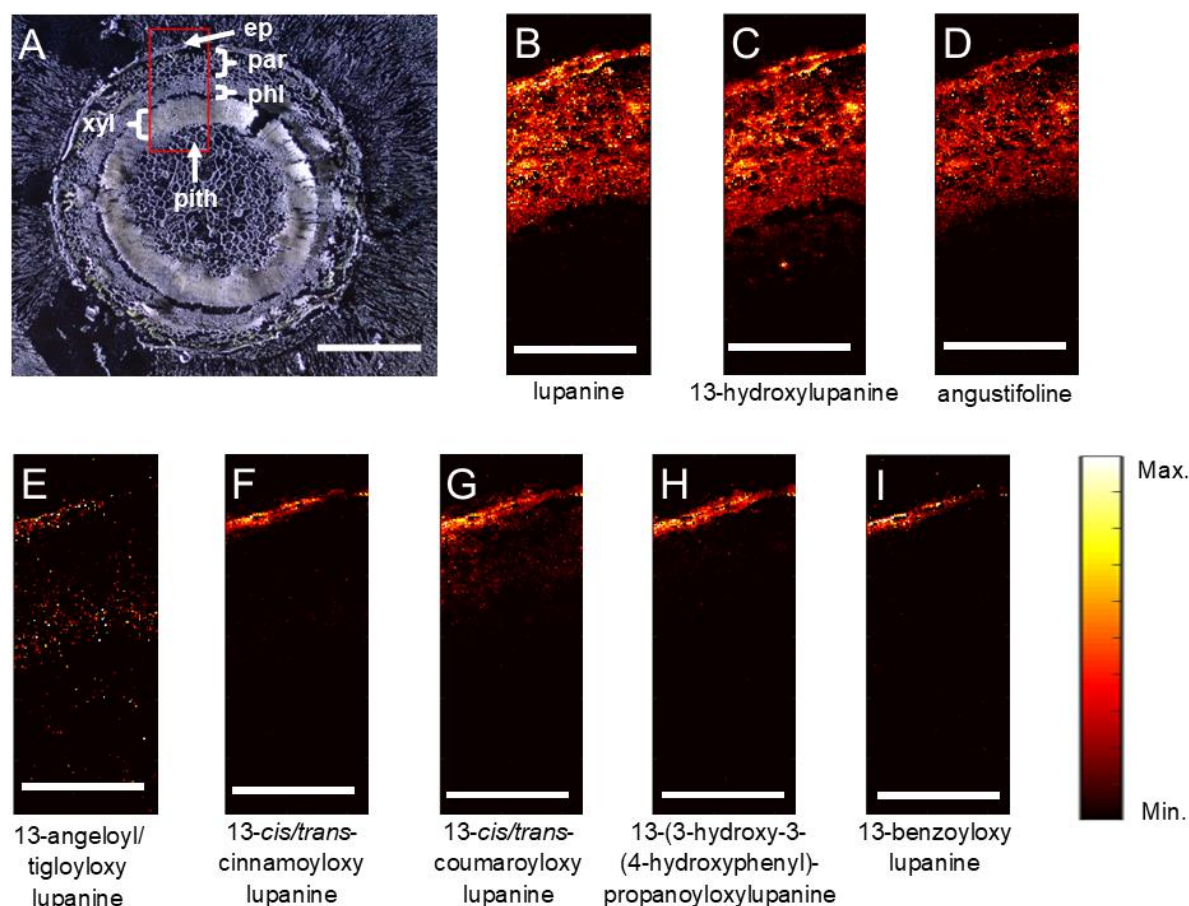 A
ep
par
phl
xyl
pith
B
C
D
lupanine
13-hydroxylupanine
angustifoline
E
F
G
H
I
Max.
Min.
13-angeloyl/
tigloyloxy
lupanine
13-cis/trans-
cinnamoyloxy
lupanine
13-cis/trans-
coumaroyloxy
lupanine
13-(3-hydroxy-3-
(4-hydroxyphenyl)-
propanoyloxylupanine
13-benzoyloxy
lupanine